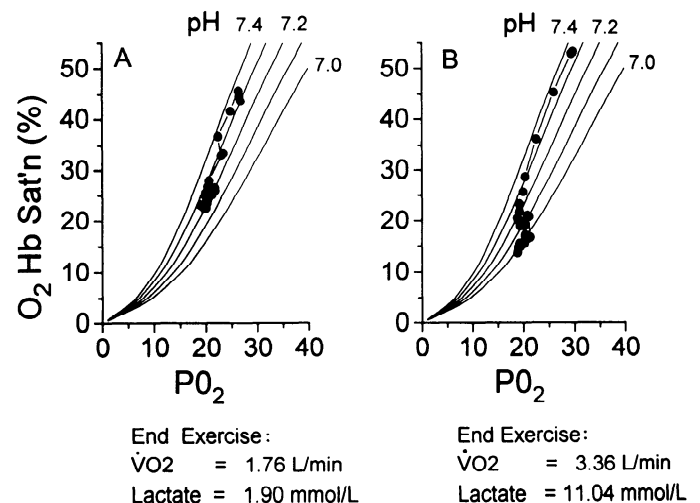 pH 7.4 7.2
7.0
A
O₂ Hb Sat'n (%)
50
40
30
20
10
0
0 10 20 30 40
PO₂
End Exercise:
V̇O2 = 1.76 L/min
Lactate = 1.90 mmol/L
pH 7.4 7.2
7.0
B
50
40
30
20
10
0
0 10 20 30 40
PO₂
End Exercise:
V̇O2 = 3.36 L/min
Lactate = 11.04 mmol/L